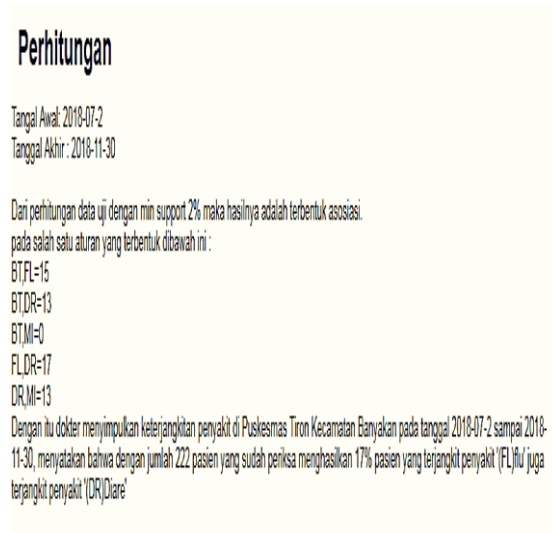 Perhitungan
Tangal Awal: 2018-07-2
Tanggal Akhir : 2018-11-30
Dari perhitungan data uji dengan min support 2% maka hasilnya adalah terbentuk asosiasi.
pada salah satu aturan yang terbentuk dibawah ini :
BT,FL=15
BT,DR=13
BT,MI=0
FL,DR=17
DR,MI=13
Dengan itu dokter menyimpulkan keterjangkitan penyakit di Puskesmas Tiron Kecamatan Banyakan pada tanggal 2018-07-2 sampai 2018-
11-30, menyatakan bahwa dengan jumlah 222 pasien yang sudah periksa menghasilkan 17% pasien yang terjangkit penyakit '(FL)flu' juga
terjangkit penyakit '(DR)Diare'